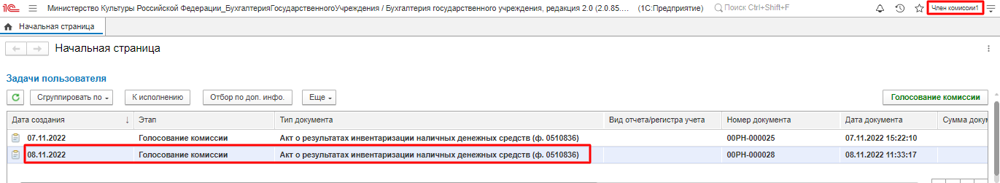 1С Министерство Культуры Российской Федерации_БухгалтерияГосударственногоУчреждения / Бухгалтерия государственного учреждения, редакция 2.0 (2.0.85.... (1С:Предприятие) Поиск Ctrl+Shift+F Член комиссии1
Начальная страница
Начальная страница
Задачи пользователя
Сгруппировать по К исполнению Отбор по доп. инфо. Еще Голосование комиссии
Дата создания ↓ Этап Тип документа Вид отчета/регистра учета Номер документа Дата документа Сумма докум
07.11.2022 Голосование комиссии Акт о результатах инвентаризации наличных денежных средств (ф. 0510836) 00РН-000025 07.11.2022 15:22:10
08.11.2022 Голосование комиссии Акт о результатах инвентаризации наличных денежных средств (ф. 0510836) 00РН-000028 08.11.2022 11:33:17